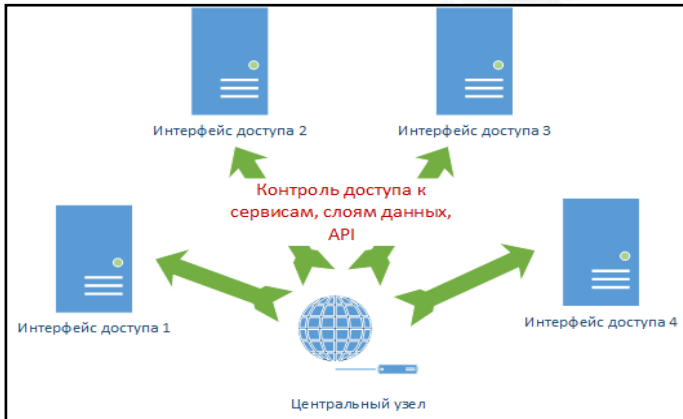 Интерфейс доступа 2
Интерфейс доступа 3
Контроль доступа к
сервисам, слоям данных,
API
Интерфейс доступа 1
Интерфейс доступа 4
Центральный узел